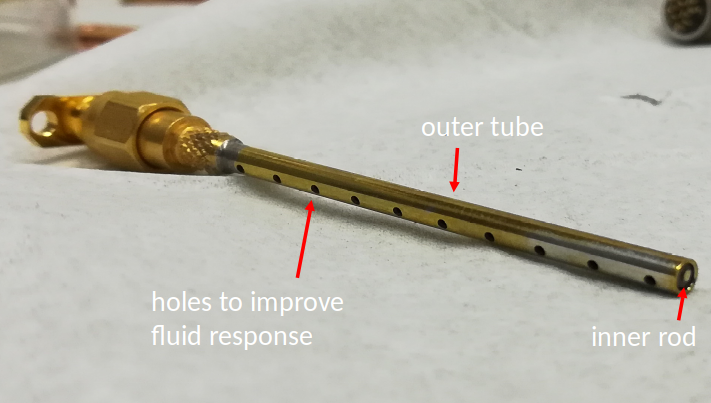 outer tube
holes to improve
fluid response
inner rod